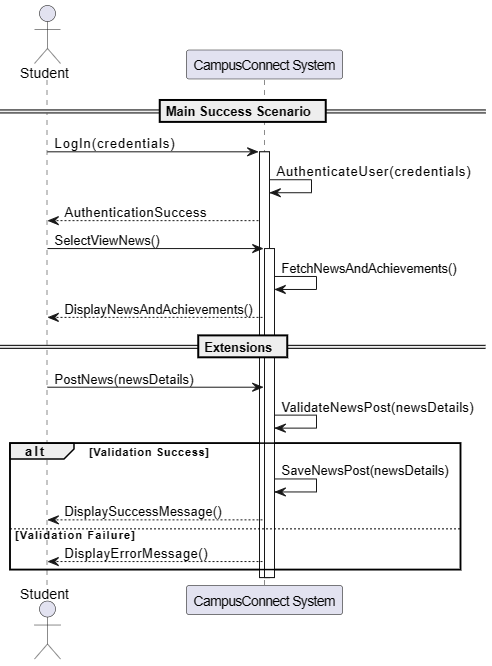 Student
CampusConnect System
Main Success Scenario
LogIn(credentials)
AuthenticateUser(credentials)
AuthenticationSuccess
SelectViewNews()
FetchNewsAndAchievements()
DisplayNewsAndAchievements()
Extensions
PostNews(newsDetails)
ValidateNewsPost(newsDetails)
alt [Validation Success]
SaveNewsPost(newsDetails)
DisplaySuccessMessage()
[Validation Failure]
DisplayErrorMessage()
Student
CampusConnect System